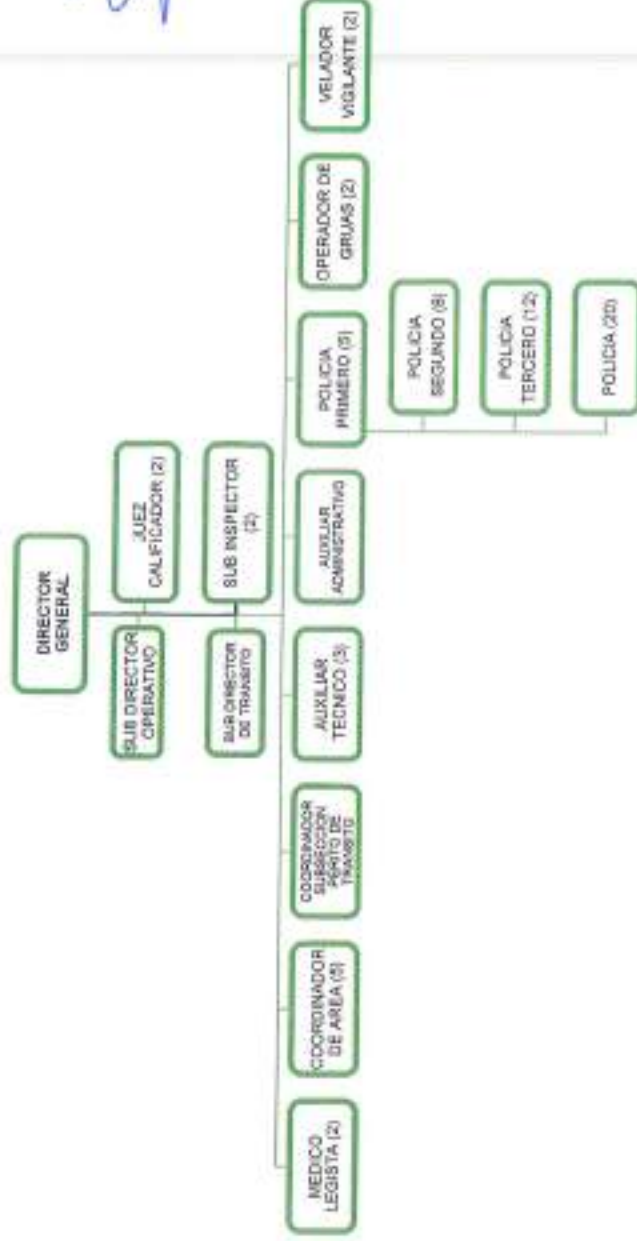 DIRECTOR
GENERAL
SUB DIRECTOR
OPERATIVO
JUEZ
CALIFICADOR (2)
SUB DIRECTOR
DE TRANSITO
SUB INSPECTOR
(2)
MEDICO
LEGISTA (2)
COORDINADOR
DE AREA (5)
COORDINADOR
SUBSECCION
PERITO DE
TRANSITO
AUXILIAR
TECNICO (3)
AUXILIAR
ADMINISTRATIVO
POLICIA
PRIMERO (5)
OPERADOR DE
GRUAS (2)
VELADOR
VIGILANTE (2)
POLICIA
SEGUNDO (8)
POLICIA
TERCERO (12)
POLICIA (20)